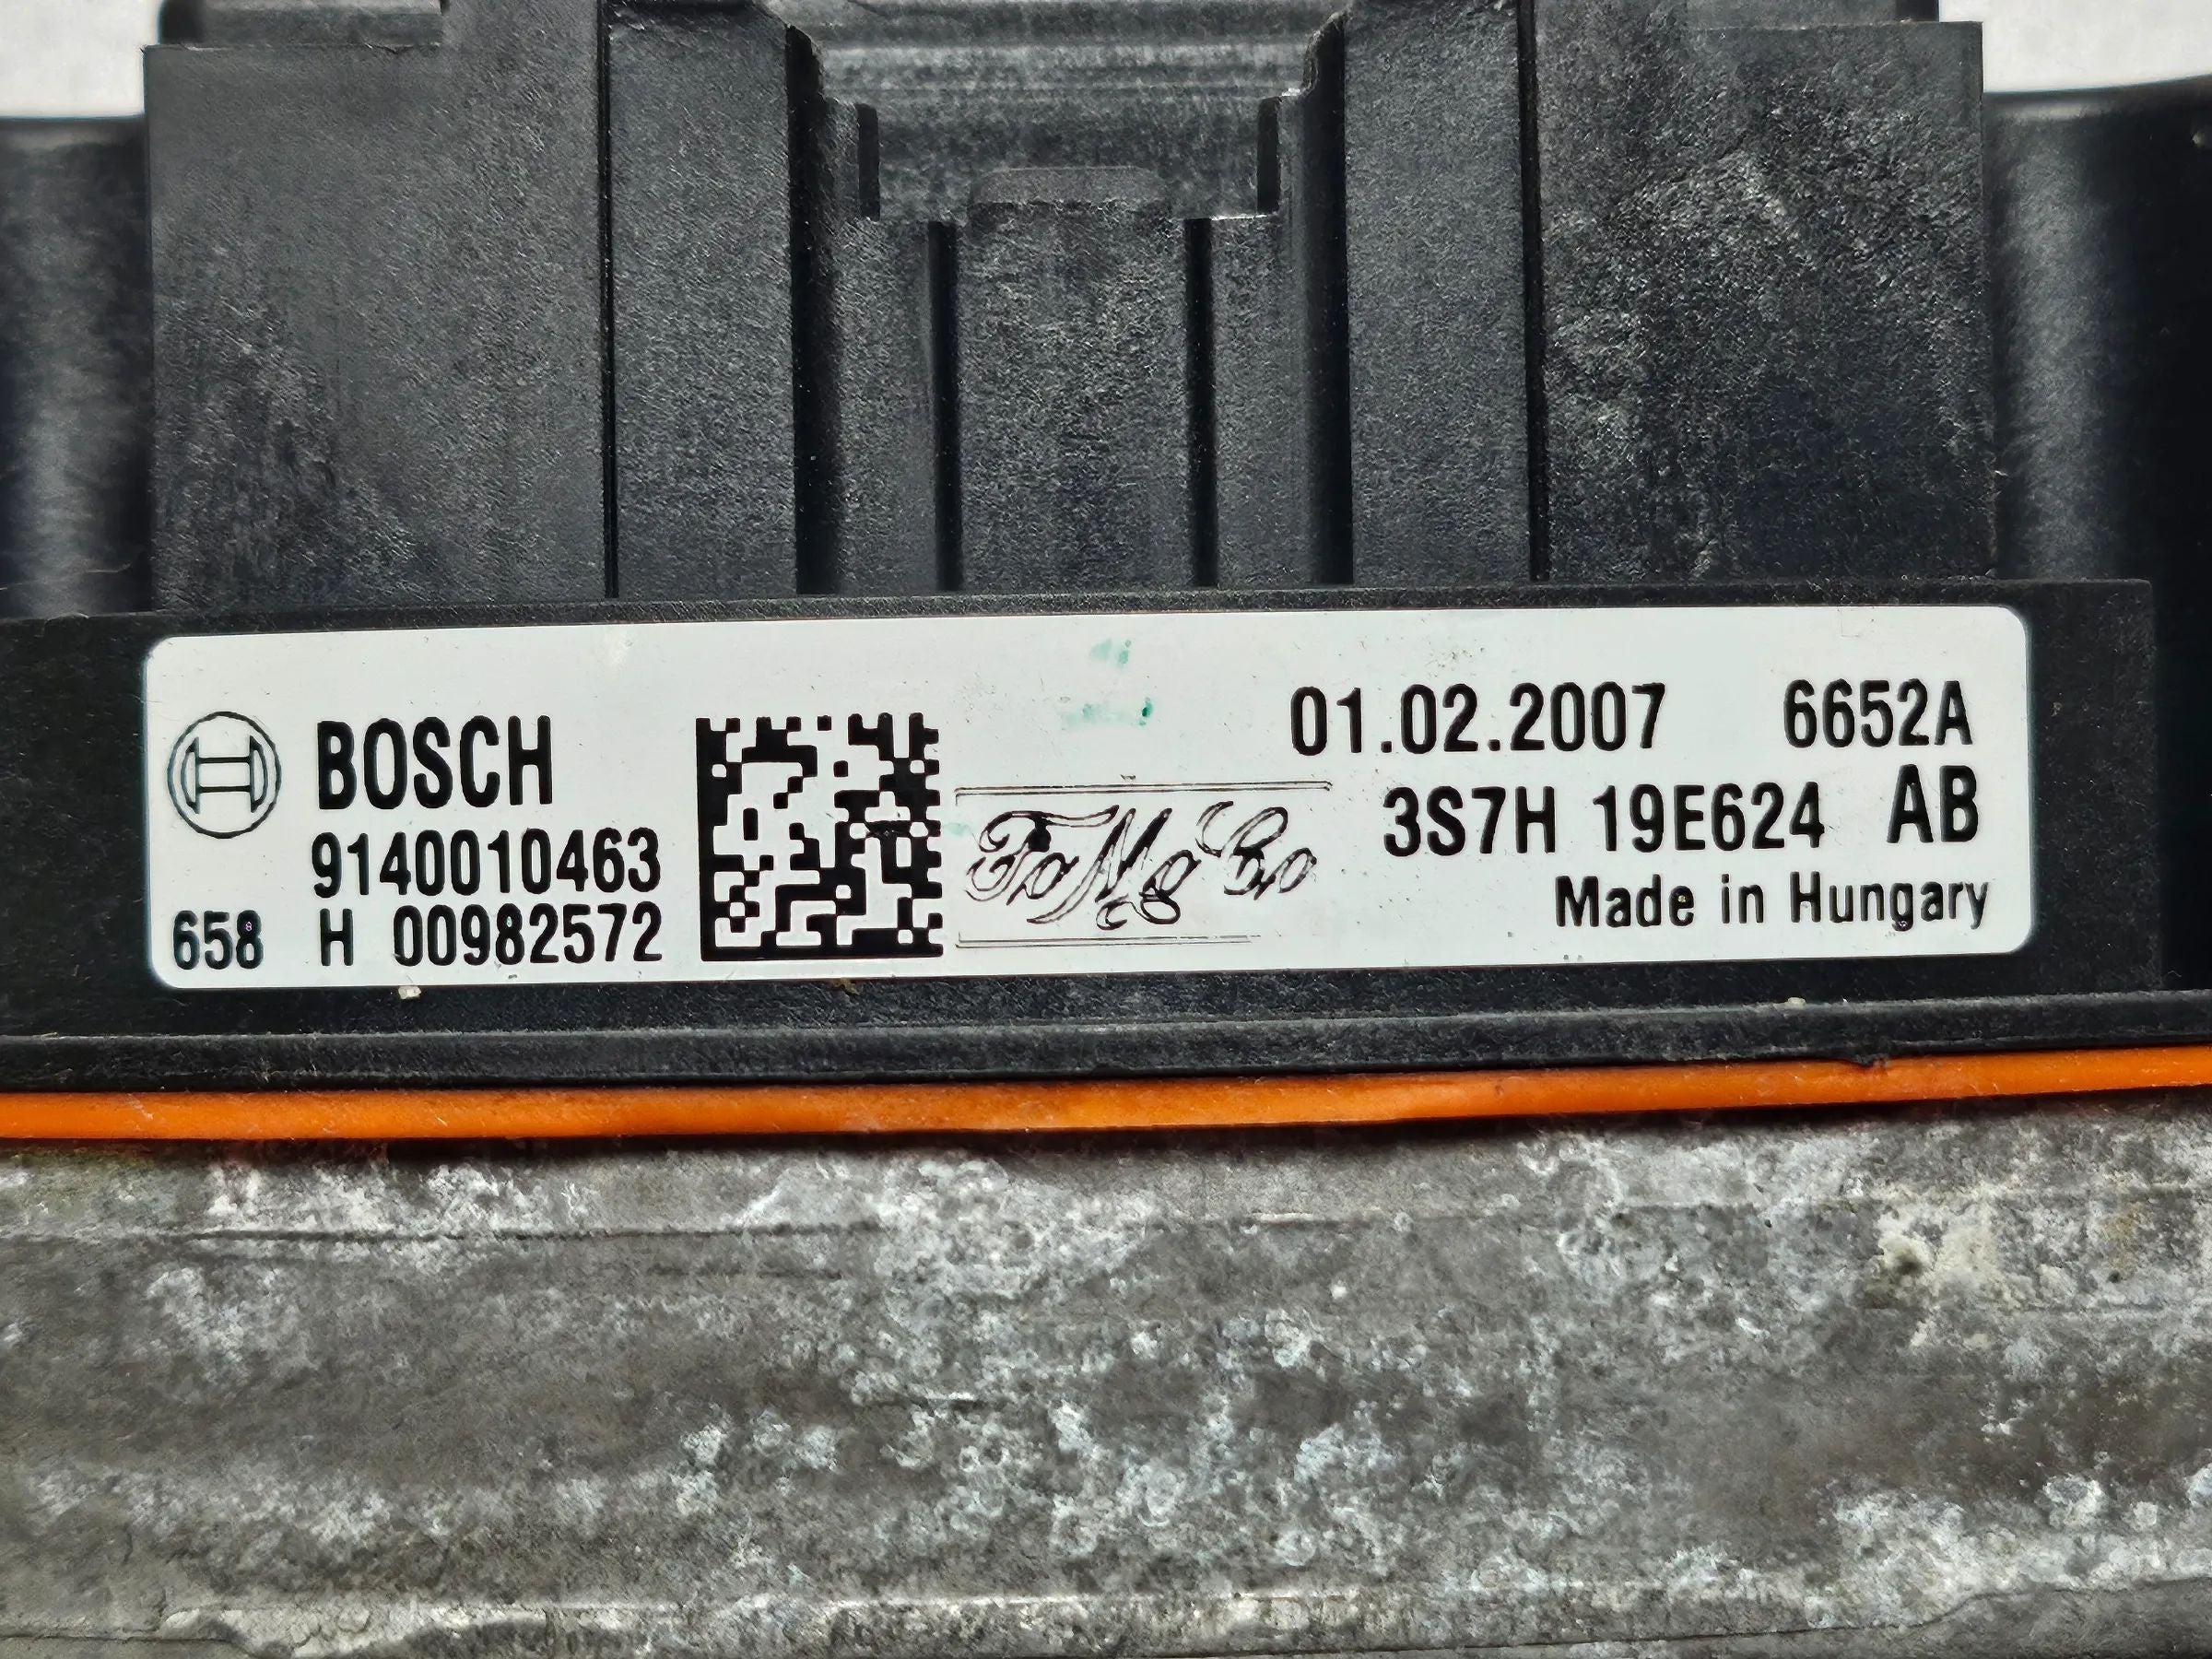 BOSCH
9140010463
658 H 00982572
FoMoCo
01.02.2007 6652A
3S7H 19E624 AB
Made in Hungary